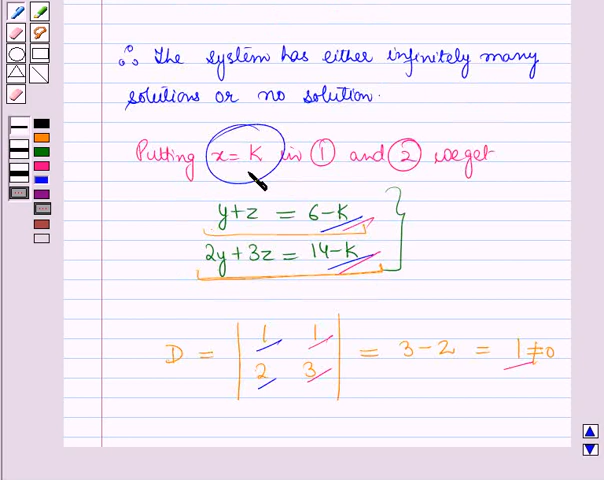 ∴ The system has either infinitely many
solutions or no solution.
Putting x = K in ① and ② we get
y+z = 6-K
2y+3z = 14-K
D = | 1 1 | = 3-2 = 1≠0
| 2 3 |